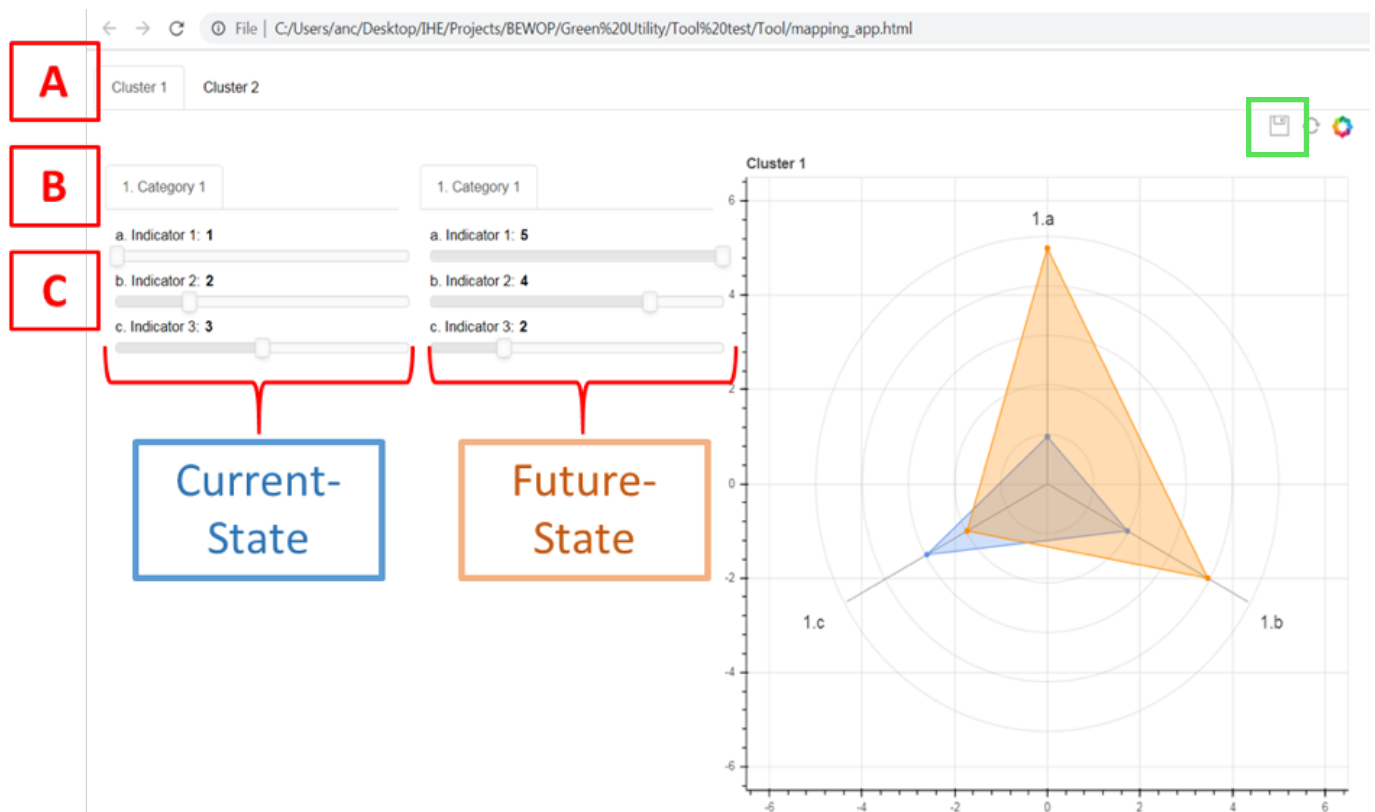 File | C:/Users/anc/Desktop/IHE/Projects/BEWOP/Green%20Utility/Tool%20test/Tool/mapping_app.html
A
Cluster 1 Cluster 2
B
1. Category 1
a. Indicator 1: 1
C
b. Indicator 2: 2
c. Indicator 3: 3
1. Category 1
a. Indicator 1: 5
b. Indicator 2: 4
c. Indicator 3: 2
Current-
State
Future-
State
Cluster 1
6
4
2
0
-2
-4
-6
1.a
1.c
1.b
-6 -4 -2 0 2 4 6